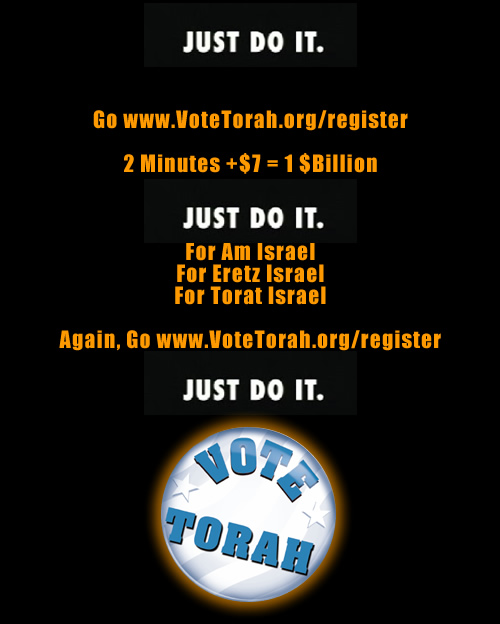 JUST DO IT.
Go www.VoteTorah.org/register
2 Minutes +$7 = 1 $Billion
JUST DO IT.
For Am Israel
For Eretz Israel
For Torat Israel
Again, Go www.VoteTorah.org/register
JUST DO IT.
VOTE
TORAH